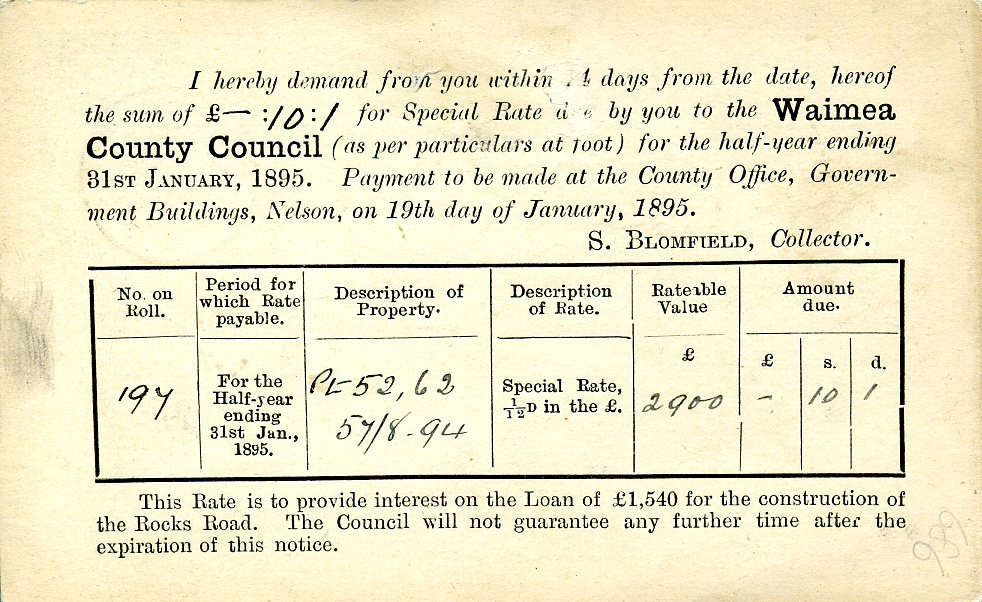 I hereby demand from you within 14 days from the date, hereof
the sum of £— :10:1 for Special Rate due by you to the Waimea
County Council (as per particulars at foot) for the half-year ending
31ST JANUARY, 1895. Payment to be made at the County Office, Govern-
ment Buildings, Nelson, on 19th day of January, 1895.
S. BLOMFIELD, Collector.
No. on Roll.
Period for which Rate payable.
Description of Property.
Description of Rate.
Rateable Value
Amount due.
£
£ s. d.
197
For the
Half-year
ending
31st Jan.,
1895.
Pt 52, 62
57/8-94
Special Rate,
1/12D in the £.
2900
- 10 1
This Rate is to provide interest on the Loan of £1,540 for the construction of
the Rocks Road. The Council will not guarantee any further time after the
expiration of this notice.
989